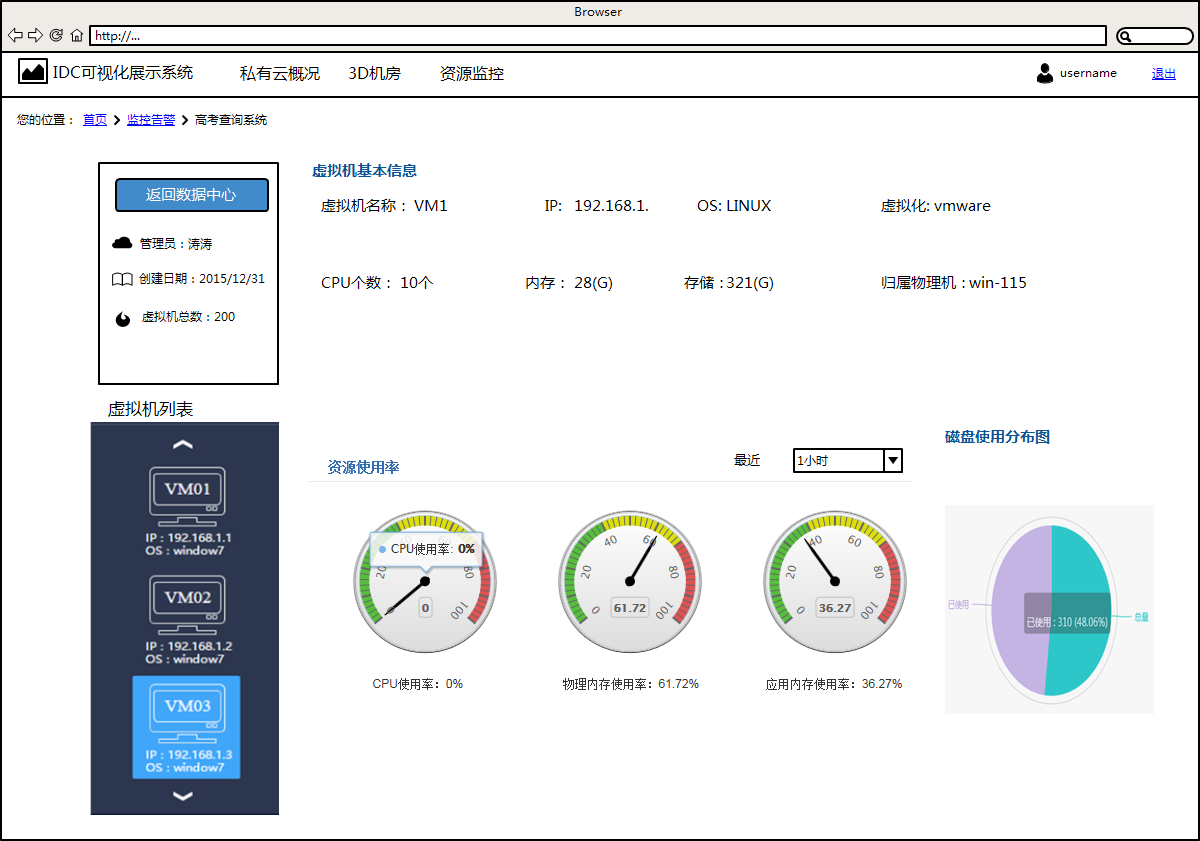 Browser
http://...
IDC可视化展示系统 私有云概况 3D机房 资源监控 username 退出
您的位置： 首页 监控告警 高考查询系统
返回数据中心
管理员：涛涛
创建日期：2015/12/31
虚拟机总数：200
虚拟机基本信息
虚拟机名称： VM1 IP: 192.168.1. OS: LINUX 虚拟化: vmware
CPU个数： 10个 内存： 28(G) 存储：321(G) 归属物理机：win-115
虚拟机列表
VM01
IP：192.168.1.1
OS：window7
VM02
IP：192.168.1.2
OS：window7
VM03
IP：192.168.1.3
OS：window7
资源使用率 最近 1小时
CPU使用率: 0%
20 60 80 100
0
CPU使用率：0%
0 20 40 60 80 100
61.72
物理内存使用率：61.72%
0 20 40 60 80 100
36.27
应用内存使用率：36.27%
磁盘使用分布图
已使用
已使用 : 310 (48.06%)
总量